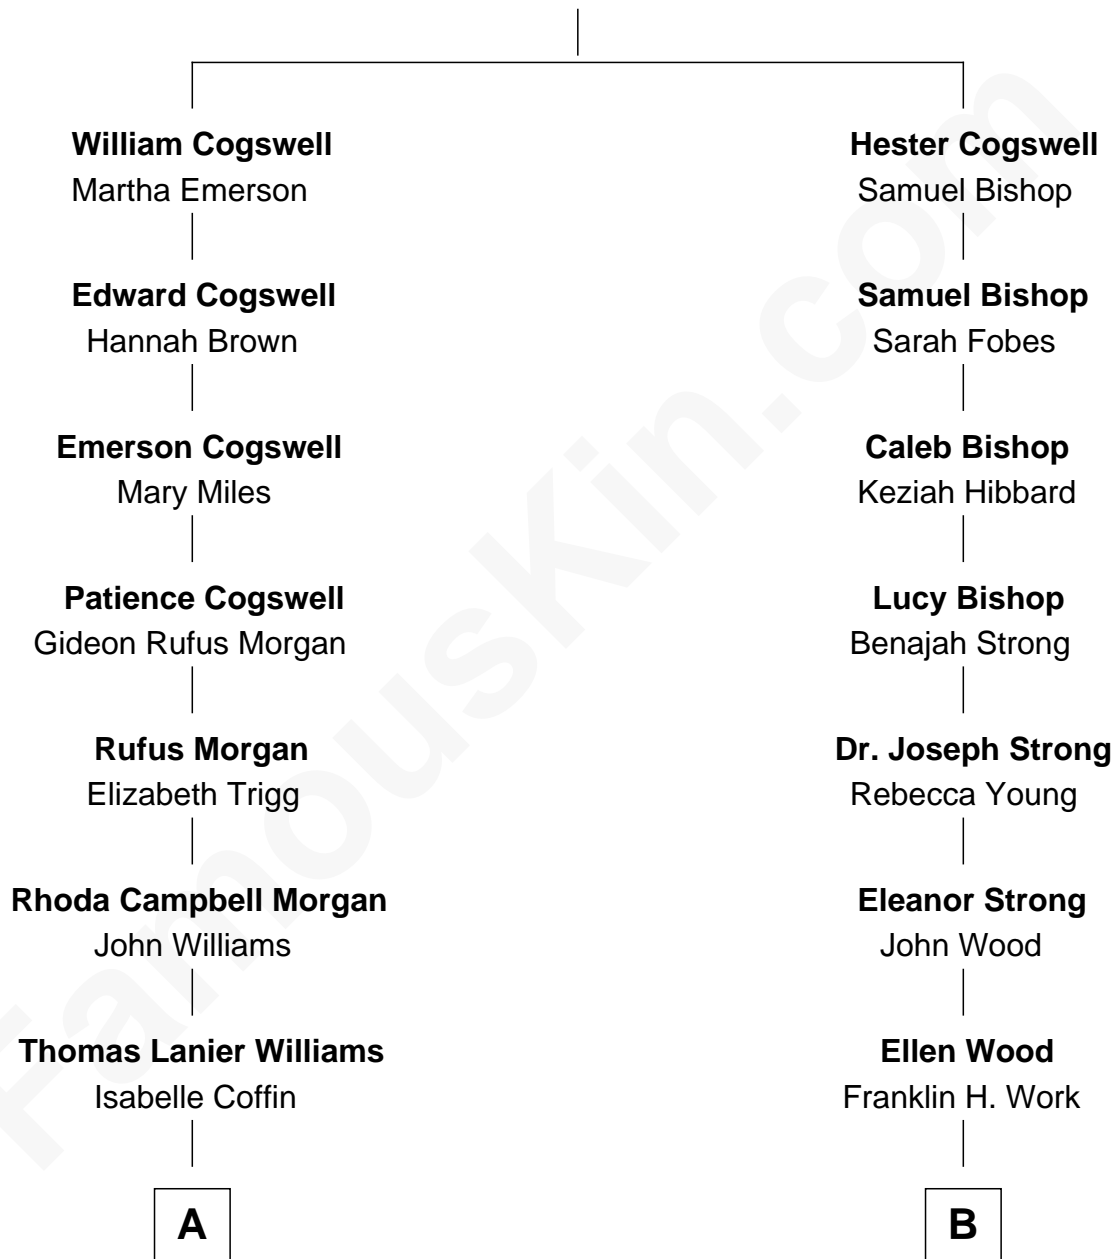 William Cogswell
Martha Emerson
Edward Cogswell
Hannah Brown
Emerson Cogswell
Mary Miles
Patience Cogswell
Gideon Rufus Morgan
Rufus Morgan
Elizabeth Trigg
Rhoda Campbell Morgan
John Williams
Thomas Lanier Williams
Isabelle Coffin
A
Hester Cogswell
Samuel Bishop
Samuel Bishop
Sarah Fobes
Caleb Bishop
Keziah Hibbard
Lucy Bishop
Benajah Strong
Dr. Joseph Strong
Rebecca Young
Eleanor Strong
John Wood
Ellen Wood
Franklin H. Work
B
FamousKin.com